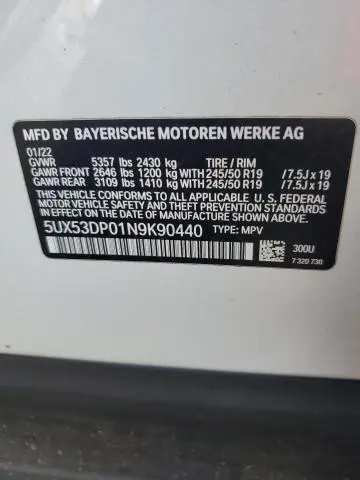 MFD BY BAYERISCHE MOTOREN WERKE AG
01/22
GVWR 5357 lbs 2430 kg TIRE / RIM
GAWR FRONT 2646 lbs 1200 kg WITH 245/50 R19 /7.5J x 19
GAWR REAR 3109 lbs 1410 kg WITH 245/50 R19 /7.5J x 19
THIS VEHICLE CONFORMS TO ALL APPLICABLE FEDERAL
MOTOR VEHICLE SAFETY AND THEFT PREVENTION
STANDARDS IN EFFECT ON THE DATE OF MANUFACTURE
SHOWN ABOVE.
5UX53DP01N9K90440 TYPE: MPV
300U
7 320 730